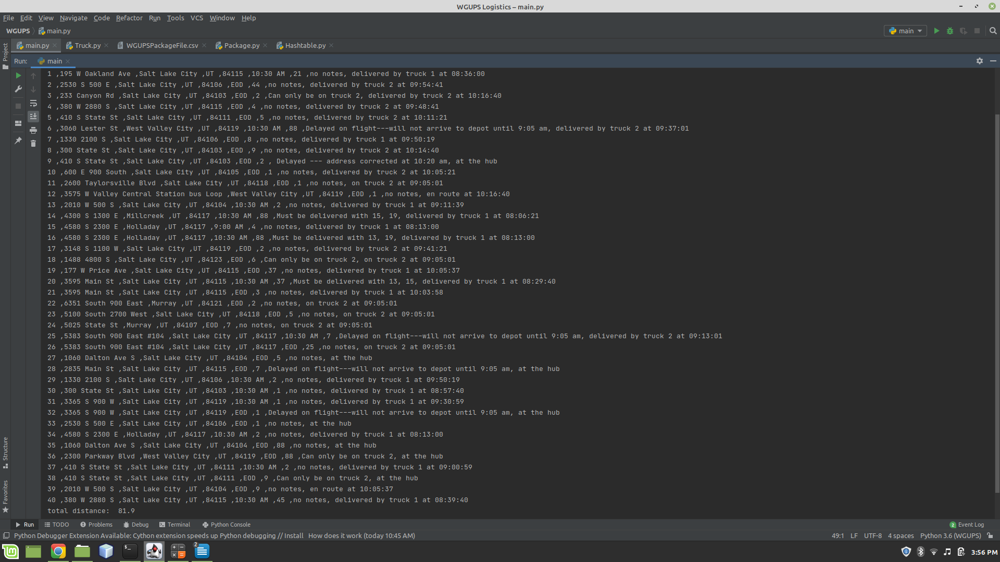 WGUPS Logistics – main.py
File Edit View Navigate Code Refactor Run Tools VCS Window Help
WGUPS main.py main
main.py Truck.py WGUPSPackageFile.csv Package.py Hashtable.py
Project
Run: main
1 ,195 W Oakland Ave ,Salt Lake City ,UT ,84115 ,10:30 AM ,21 ,no notes, delivered by truck 1 at 08:36:00
2 ,2530 S 500 E ,Salt Lake City ,UT ,84106 ,EOD ,44 ,no notes, delivered by truck 2 at 09:54:41
3 ,233 Canyon Rd ,Salt Lake City ,UT ,84103 ,EOD ,2 ,Can only be on truck 2, delivered by truck 2 at 10:16:40
4 ,380 W 2880 S ,Salt Lake City ,UT ,84115 ,EOD ,4 ,no notes, delivered by truck 2 at 09:48:41
5 ,410 S State St ,Salt Lake City ,UT ,84111 ,EOD ,5 ,no notes, delivered by truck 2 at 10:11:21
6 ,3060 Lester St ,West Valley City ,UT ,84119 ,10:30 AM ,88 ,Delayed on flight---will not arrive to depot until 9:05 am, delivered by truck 2 at 09:37:01
7 ,1330 2100 S ,Salt Lake City ,UT ,84106 ,EOD ,8 ,no notes, delivered by truck 1 at 09:50:19
8 ,300 State St ,Salt Lake City ,UT ,84103 ,EOD ,9 ,no notes, delivered by truck 2 at 10:14:40
9 ,410 S State St ,Salt Lake City ,UT ,84103 ,EOD ,2 , Delayed --- address corrected at 10:20 am, at the hub
10 ,600 E 900 South ,Salt Lake City ,UT ,84105 ,EOD ,1 ,no notes, delivered by truck 2 at 10:05:21
11 ,2600 Taylorsville Blvd ,Salt Lake City ,UT ,84118 ,EOD ,1 ,no notes, on truck 2 at 09:05:01
12 ,3575 W Valley Central Station bus Loop ,West Valley City ,UT ,84119 ,EOD ,1 ,no notes, en route at 10:16:40
13 ,2010 W 500 S ,Salt Lake City ,UT ,84104 ,10:30 AM ,2 ,no notes, delivered by truck 1 at 09:11:39
14 ,4300 S 1300 E ,Millcreek ,UT ,84117 ,10:30 AM ,88 ,Must be delivered with 15, 19, delivered by truck 1 at 08:06:21
15 ,4580 S 2300 E ,Holladay ,UT ,84117 ,9:00 AM ,4 ,no notes, delivered by truck 1 at 08:13:00
16 ,4580 S 2300 E ,Holladay ,UT ,84117 ,10:30 AM ,88 ,Must be delivered with 13, 19, delivered by truck 1 at 08:13:00
17 ,3148 S 1100 W ,Salt Lake City ,UT ,84119 ,EOD ,2 ,no notes, delivered by truck 2 at 09:41:21
18 ,1488 4800 S ,Salt Lake City ,UT ,84123 ,EOD ,6 ,Can only be on truck 2, on truck 2 at 09:05:01
19 ,177 W Price Ave ,Salt Lake City ,UT ,84115 ,EOD ,37 ,no notes, delivered by truck 1 at 10:05:37
20 ,3595 Main St ,Salt Lake City ,UT ,84115 ,10:30 AM ,37 ,Must be delivered with 13, 15, delivered by truck 1 at 08:29:40
21 ,3595 Main St ,Salt Lake City ,UT ,84115 ,EOD ,3 ,no notes, delivered by truck 1 at 10:03:58
22 ,6351 South 900 East ,Murray ,UT ,84121 ,EOD ,2 ,no notes, on truck 2 at 09:05:01
23 ,5100 South 2700 West ,Salt Lake City ,UT ,84118 ,EOD ,5 ,no notes, on truck 2 at 09:05:01
24 ,5025 State St ,Murray ,UT ,84107 ,EOD ,7 ,no notes, on truck 2 at 09:05:01
25 ,5383 South 900 East #104 ,Salt Lake City ,UT ,84117 ,10:30 AM ,7 ,Delayed on flight---will not arrive to depot until 9:05 am, delivered by truck 2 at 09:13:01
26 ,5383 South 900 East #104 ,Salt Lake City ,UT ,84117 ,EOD ,25 ,no notes, on truck 2 at 09:05:01
27 ,1060 Dalton Ave S ,Salt Lake City ,UT ,84104 ,EOD ,5 ,no notes, at the hub
28 ,2835 Main St ,Salt Lake City ,UT ,84115 ,EOD ,7 ,Delayed on flight---will not arrive to depot until 9:05 am, at the hub
29 ,1330 2100 S ,Salt Lake City ,UT ,84106 ,10:30 AM ,2 ,no notes, delivered by truck 1 at 09:50:19
30 ,300 State St ,Salt Lake City ,UT ,84103 ,10:30 AM ,1 ,no notes, delivered by truck 1 at 08:57:40
31 ,3365 S 900 W ,Salt Lake City ,UT ,84119 ,10:30 AM ,1 ,no notes, delivered by truck 1 at 09:30:59
32 ,3365 S 900 W ,Salt Lake City ,UT ,84119 ,EOD ,1 ,Delayed on flight---will not arrive to depot until 9:05 am, at the hub
33 ,2530 S 500 E ,Salt Lake City ,UT ,84106 ,EOD ,1 ,no notes, at the hub
34 ,4580 S 2300 E ,Holladay ,UT ,84117 ,10:30 AM ,2 ,no notes, delivered by truck 1 at 08:13:00
35 ,1060 Dalton Ave S ,Salt Lake City ,UT ,84104 ,EOD ,88 ,no notes, at the hub
36 ,2300 Parkway Blvd ,West Valley City ,UT ,84119 ,EOD ,88 ,Can only be on truck 2, at the hub
37 ,410 S State St ,Salt Lake City ,UT ,84111 ,10:30 AM ,2 ,no notes, delivered by truck 1 at 09:00:59
38 ,410 S State St ,Salt Lake City ,UT ,84111 ,EOD ,9 ,Can only be on truck 2, at the hub
39 ,2010 W 500 S ,Salt Lake City ,UT ,84104 ,EOD ,9 ,no notes, en route at 10:05:37
40 ,380 W 2880 S ,Salt Lake City ,UT ,84115 ,10:30 AM ,45 ,no notes, delivered by truck 1 at 08:39:40
total distance:  81.9
Structure
Favorites
Run TODO Problems Debug Terminal Python Console 2 Event Log
Python Debugger Extension Available: Cython extension speeds up Python debugging // Install How does it work (today 10:45 AM) 49:1 LF UTF-8 4 spaces Python 3.6 (WGUPS)
2
3:56 PM